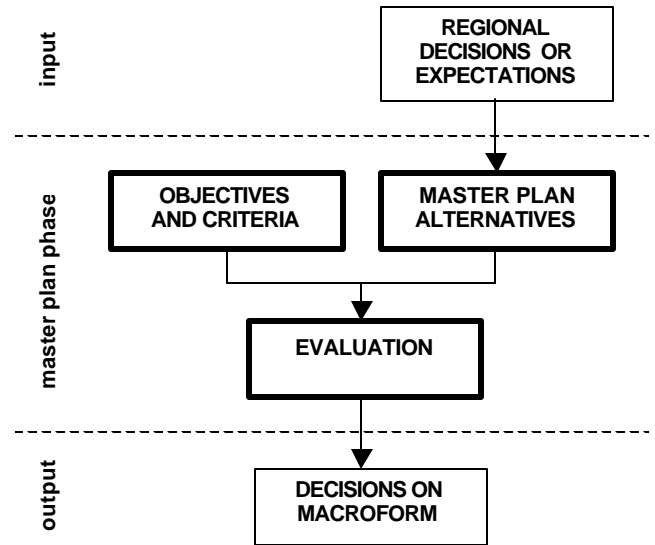 input
REGIONAL
DECISIONS OR
EXPECTATIONS
master plan phase
OBJECTIVES
AND CRITERIA
MASTER PLAN
ALTERNATIVES
EVALUATION
output
DECISIONS ON
MACROFORM